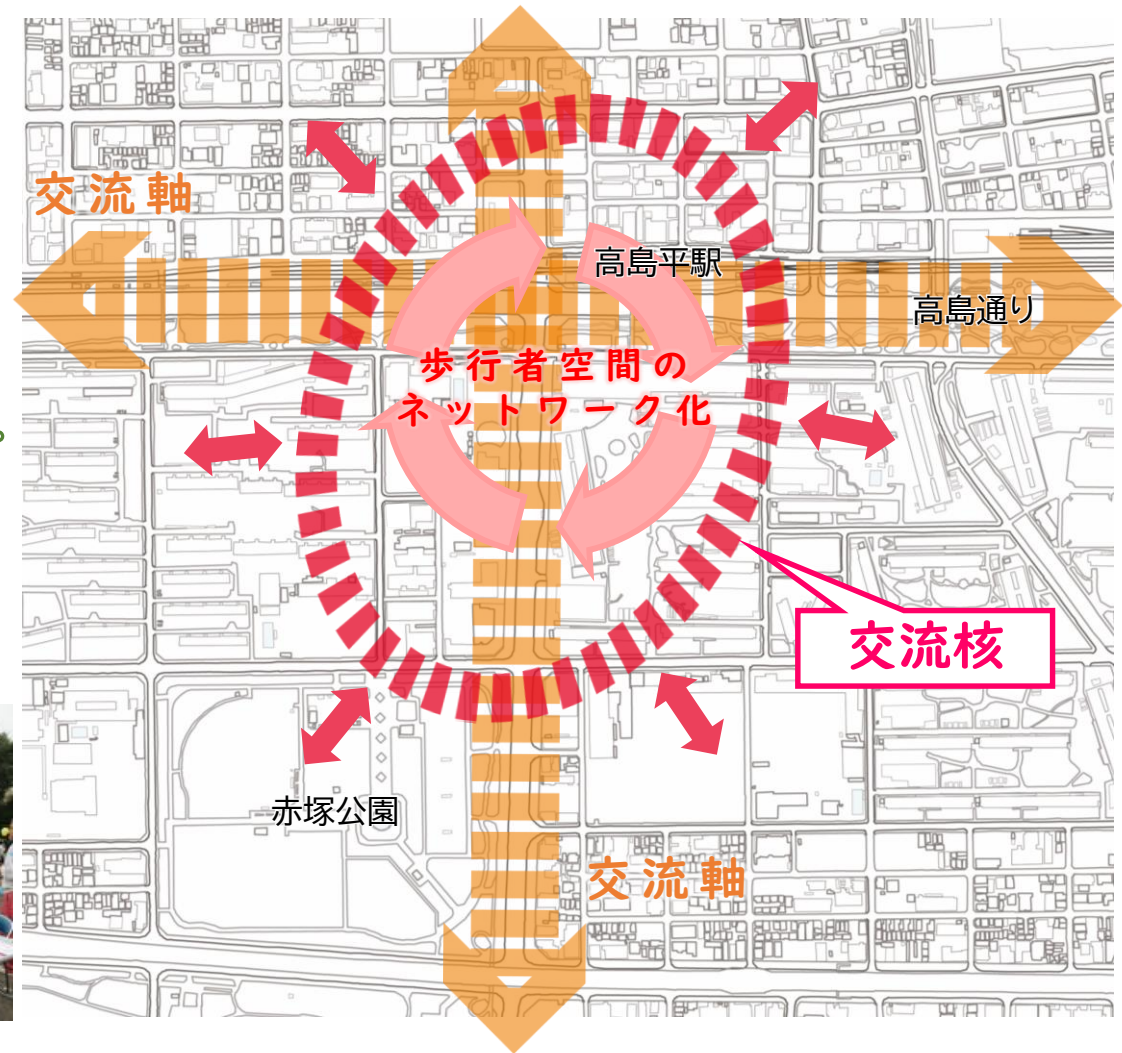 交流軸
高島平駅
高島通り
歩行者空間の
ネットワーク化
。
交流核
赤塚公園
交流軸